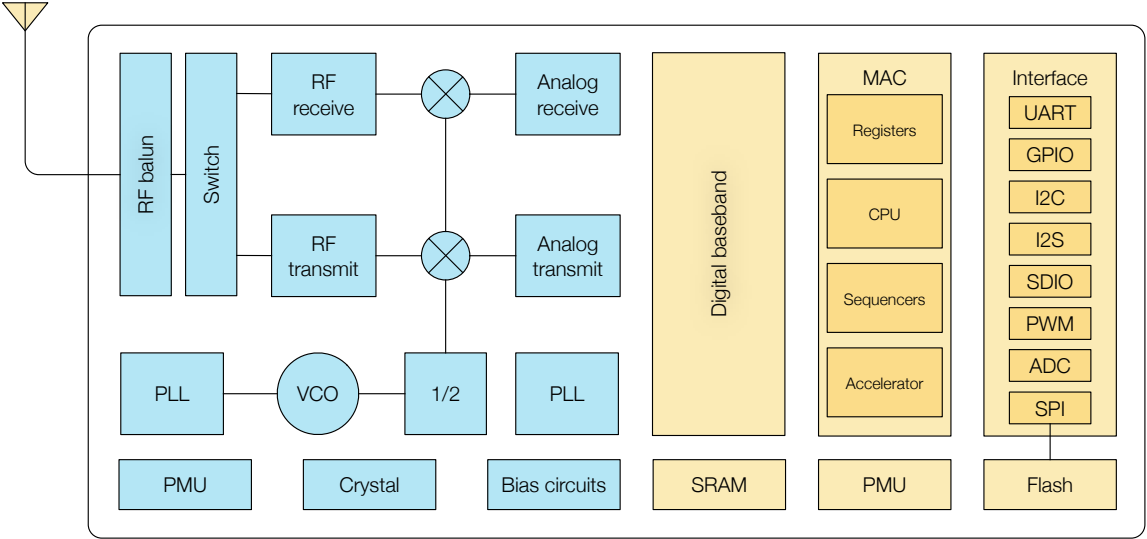 RF balun
Switch
RF
receive
Analog
receive
RF
transmit
Analog
transmit
PLL
VCO
1/2
PLL
PMU
Crystal
Bias circuits
Digital baseband
SRAM
MAC
Registers
CPU
Sequencers
Accelerator
PMU
Interface
UART
GPIO
I2C
I2S
SDIO
PWM
ADC
SPI
Flash